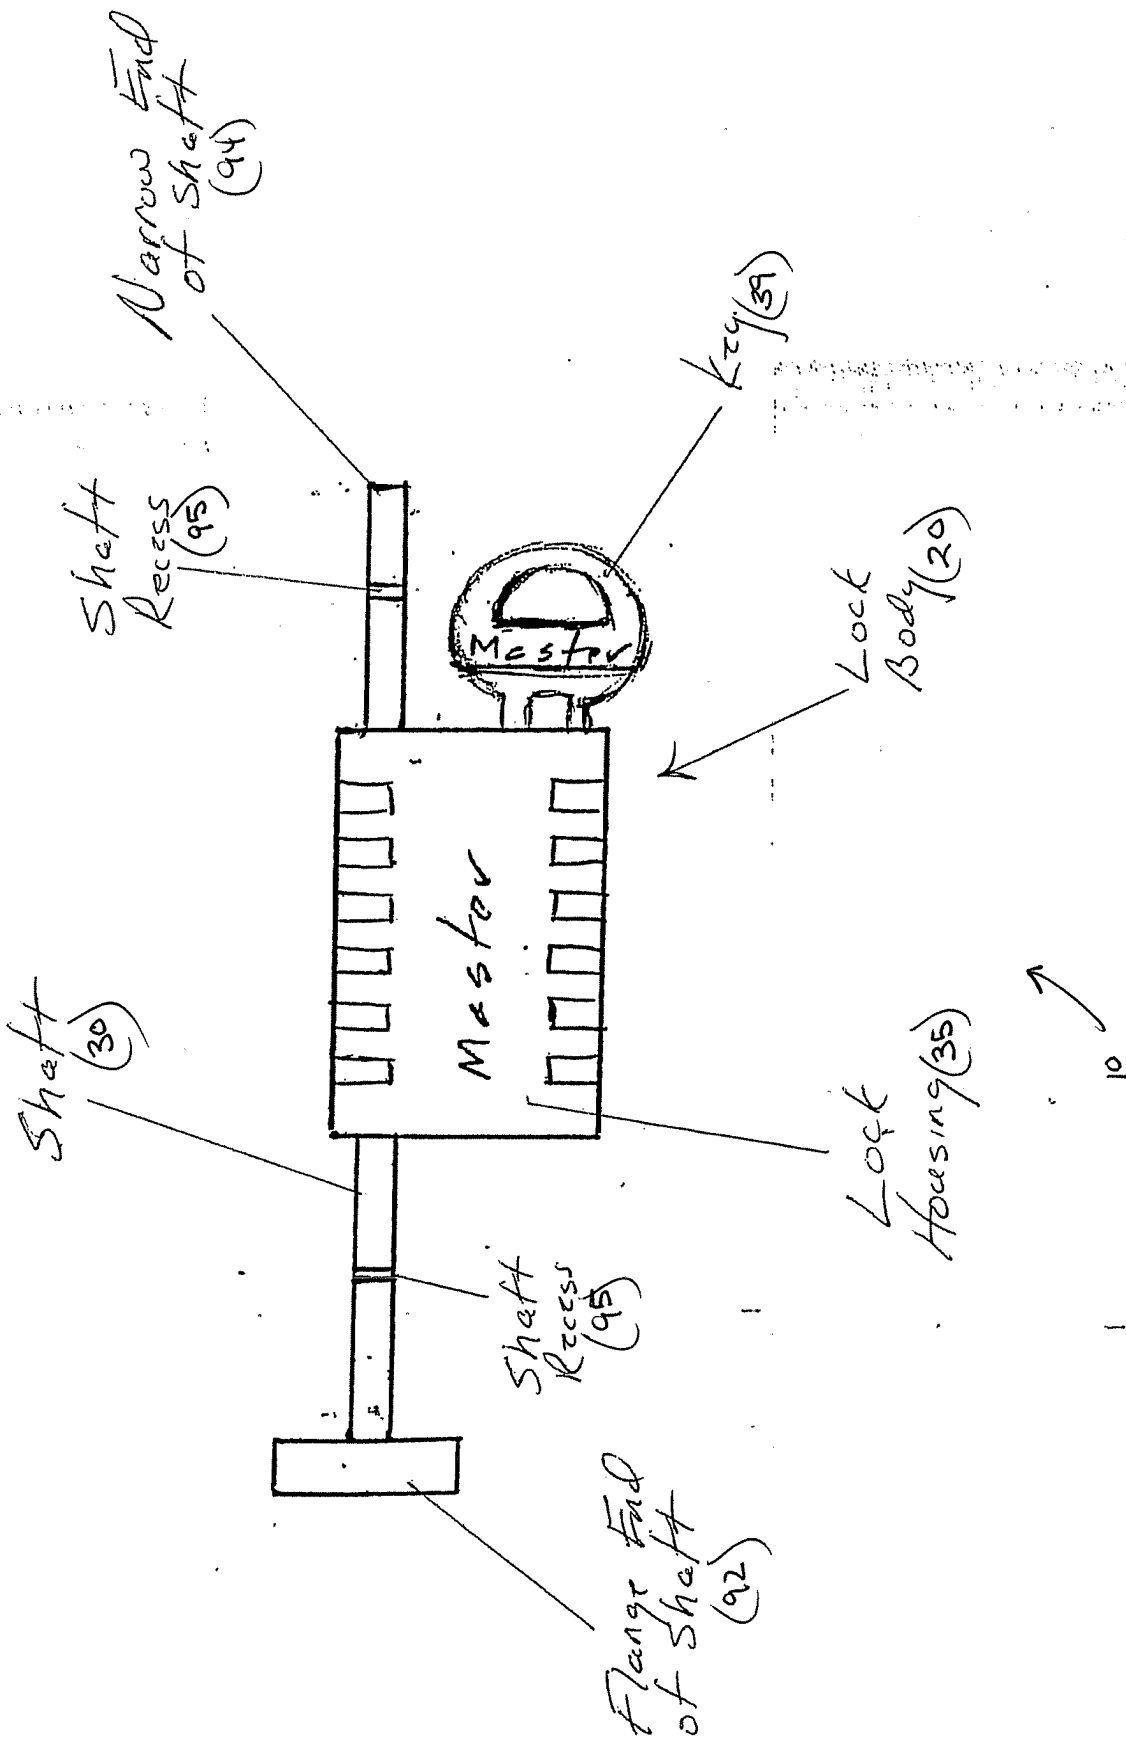 Shaft
(30)
Shaft
Recess
(95)
Narrow End
of Shaft
(94)
Master
Master
Shaft
Recess
(95)
Flange End
of Shaft
(92)
Key(39)
Lock
Housing(35)
Lock
Body(20)
10